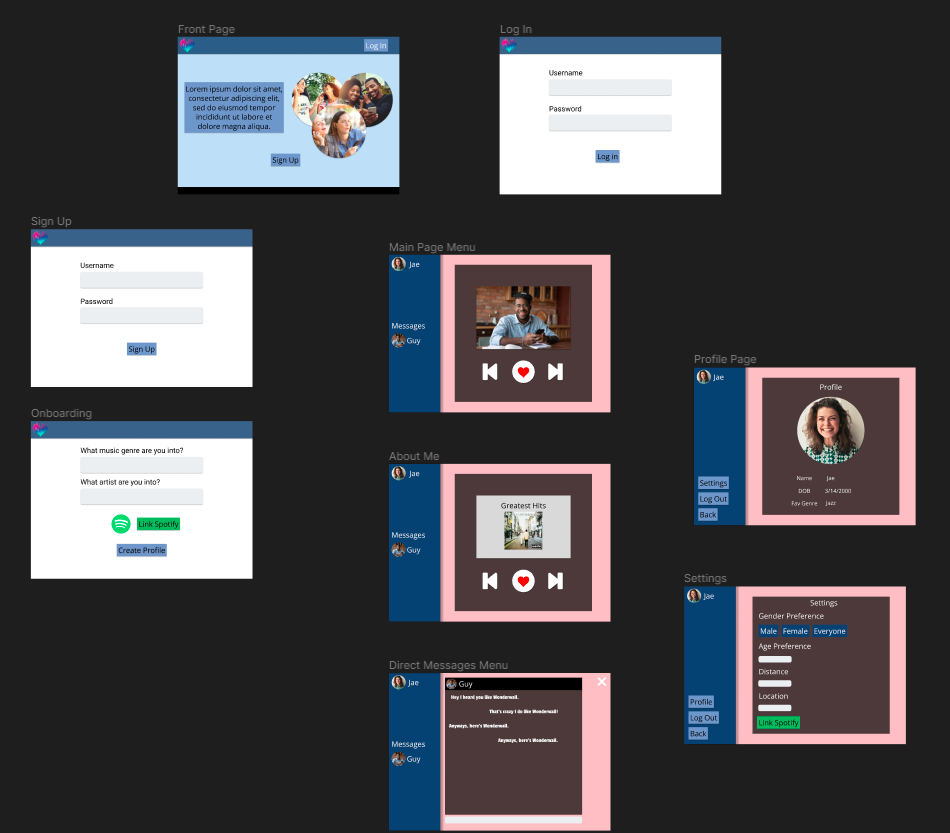 Front Page
Log In
Lorem ipsum dolor sit amet,
consectetur adipiscing elit,
sed do eiusmod tempor
incididunt ut labore et
dolore magna aliqua.
Sign Up
Log In
Username
Password
Log in
Sign Up
Username
Password
Sign Up
Main Page Menu
Jae
Messages
Guy
Profile Page
Jae
Profile
Name Jae
DOB 3/14/2000
Fav Genre Jazz
Settings
Log Out
Back
Onboarding
What music genre are you into?
What artist are you into?
Link Spotify
Create Profile
About Me
Jae
Greatest Hits
Messages
Guy
Settings
Jae
Settings
Gender Preference
Male Female Everyone
Age Preference
Distance
Location
Link Spotify
Profile
Log Out
Back
Direct Messages Menu
Jae
Guy
Hey I heard you like Wonderwall.
That's crazy I do like Wonderwall!
Anyways, here's Wonderwall.
Anyways, here's Wonderwall.
Messages
Guy